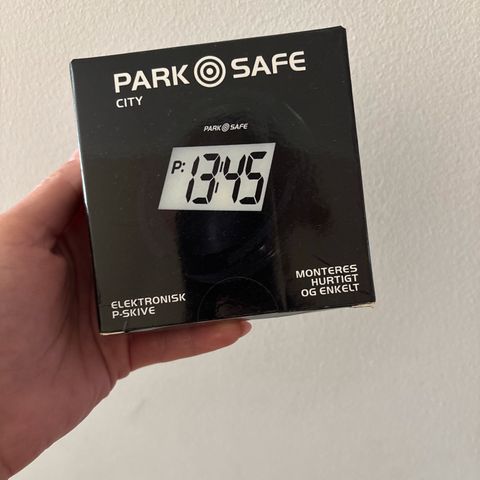 PARK SAFE
CITY
PARK SAFE
P: 13:45
ELEKTRONISK
P-SKIVE
MONTERES
HURTIGT
OG ENKELT